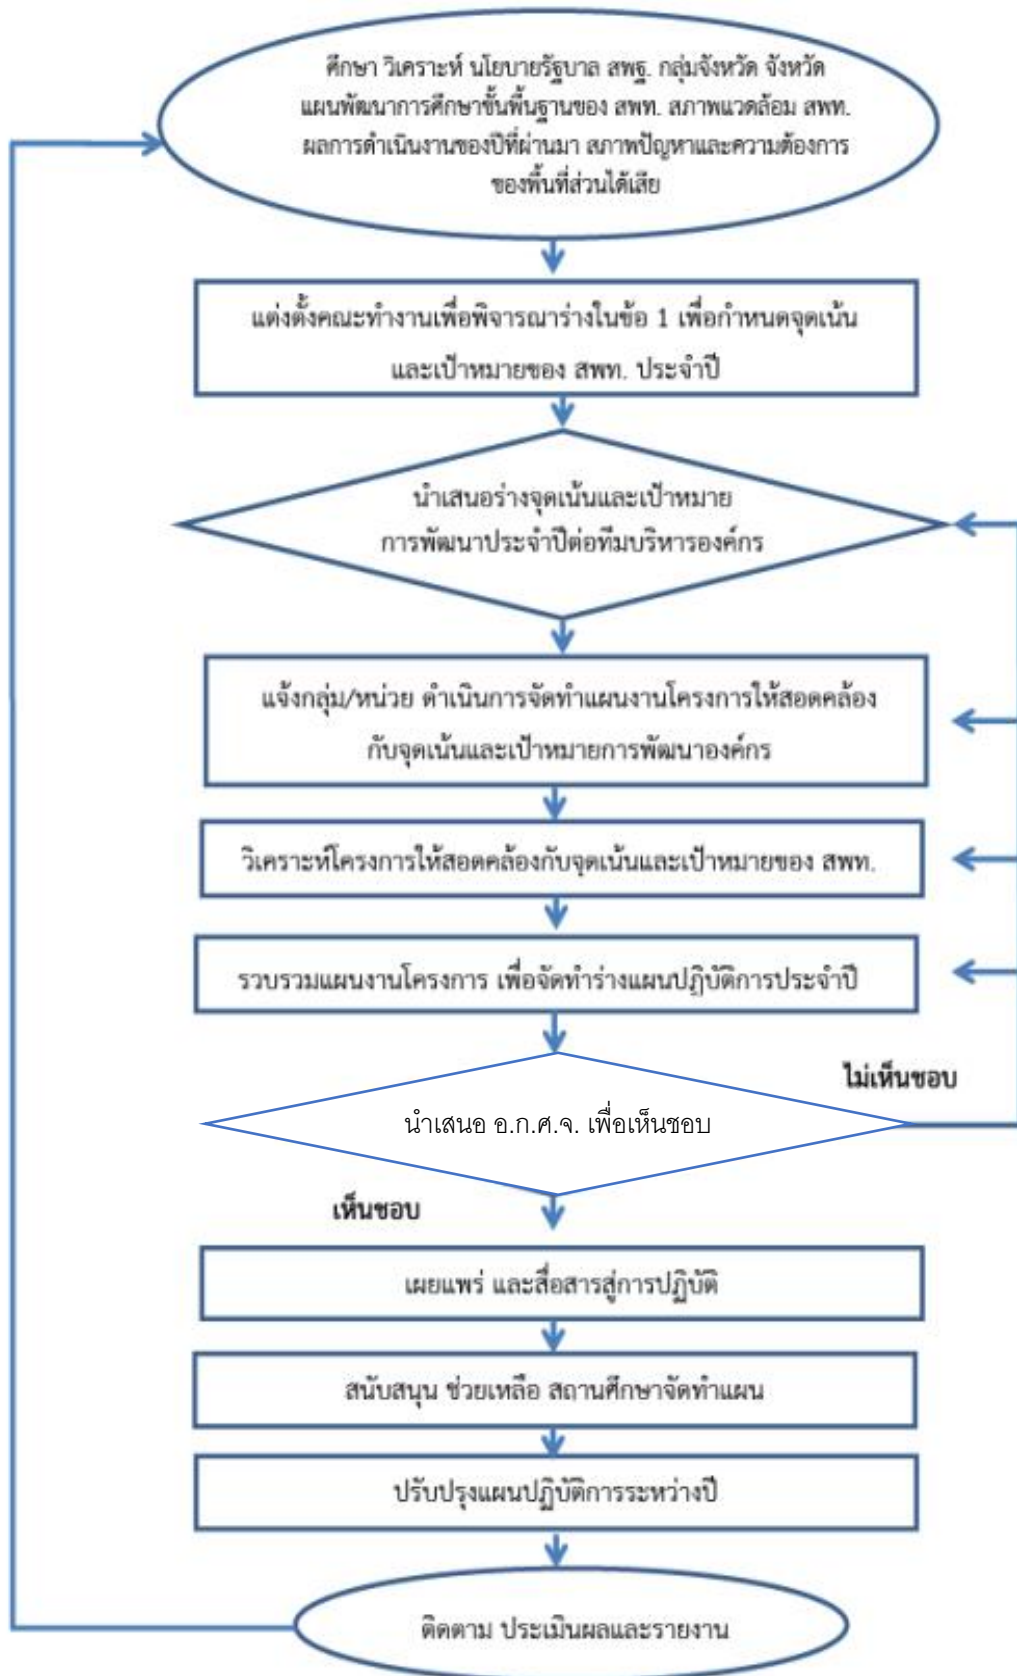 ศึกษา วิเคราะห์ นโยบายรัฐบาล สพฐ. กลุ่มจังหวัด จังหวัด
แผนพัฒนาการศึกษาขั้นพื้นฐานของ สพท. สภาพแวดล้อม สพท.
ผลการดำเนินงานของปีที่ผ่านมา สภาพปัญหาและความต้องการ
ของพื้นที่ส่วนได้เสีย
แต่งตั้งคณะทำงานเพื่อพิจารณาร่างในข้อ 1 เพื่อกำหนดจุดเน้น
และเป้าหมายของ สพท. ประจำปี
นำเสนอร่างจุดเน้นและเป้าหมาย
การพัฒนาประจำปีต่อทีมบริหารองค์กร
แจ้งกลุ่ม/หน่วย ดำเนินการจัดทำแผนงานโครงการให้สอดคล้อง
กับจุดเน้นและเป้าหมายการพัฒนาองค์กร
วิเคราะห์โครงการให้สอดคล้องกับจุดเน้นและเป้าหมายของ สพท.
รวบรวมแผนงานโครงการ เพื่อจัดทำร่างแผนปฏิบัติการประจำปี
ไม่เห็นชอบ
นำเสนอ อ.ก.ศ.จ. เพื่อเห็นชอบ
เห็นชอบ
เผยแพร่ และสื่อสารสู่การปฏิบัติ
สนับสนุน ช่วยเหลือ สถานศึกษาจัดทำแผน
ปรับปรุงแผนปฏิบัติการระหว่างปี
ติดตาม ประเมินผลและรายงาน